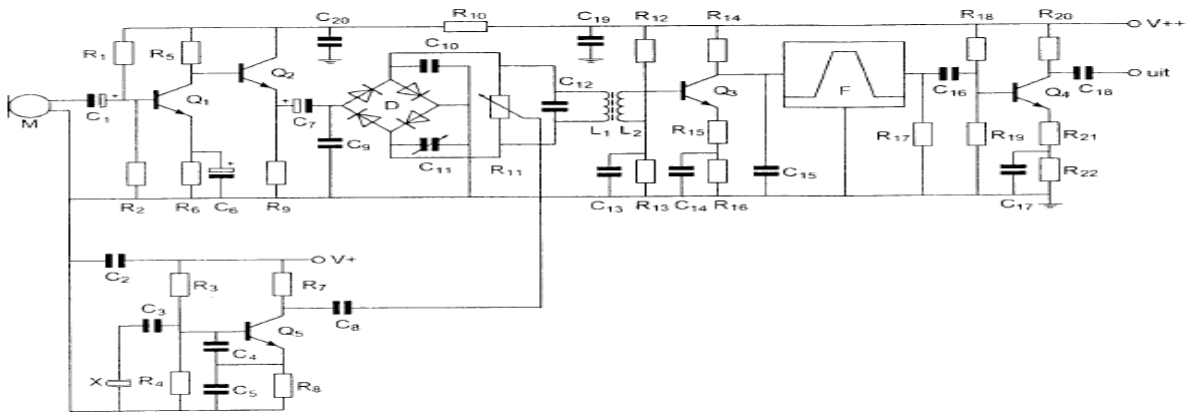 C20 R10 C19 R12 R14 R18 R20 V++
R1 R5 Q2 C10 C12 uit
M C1 Q1 C7 D Q3 F C16 Q4 C18
C9 L1 L2 R15 R17 R19 R21
C11 R11 C15 R22
R2 R6 C6 R9 C13 R13 C14 R16 C17
V+
C2 R3 R7
C3 Q5 C8
X R4 C4
C5 R8